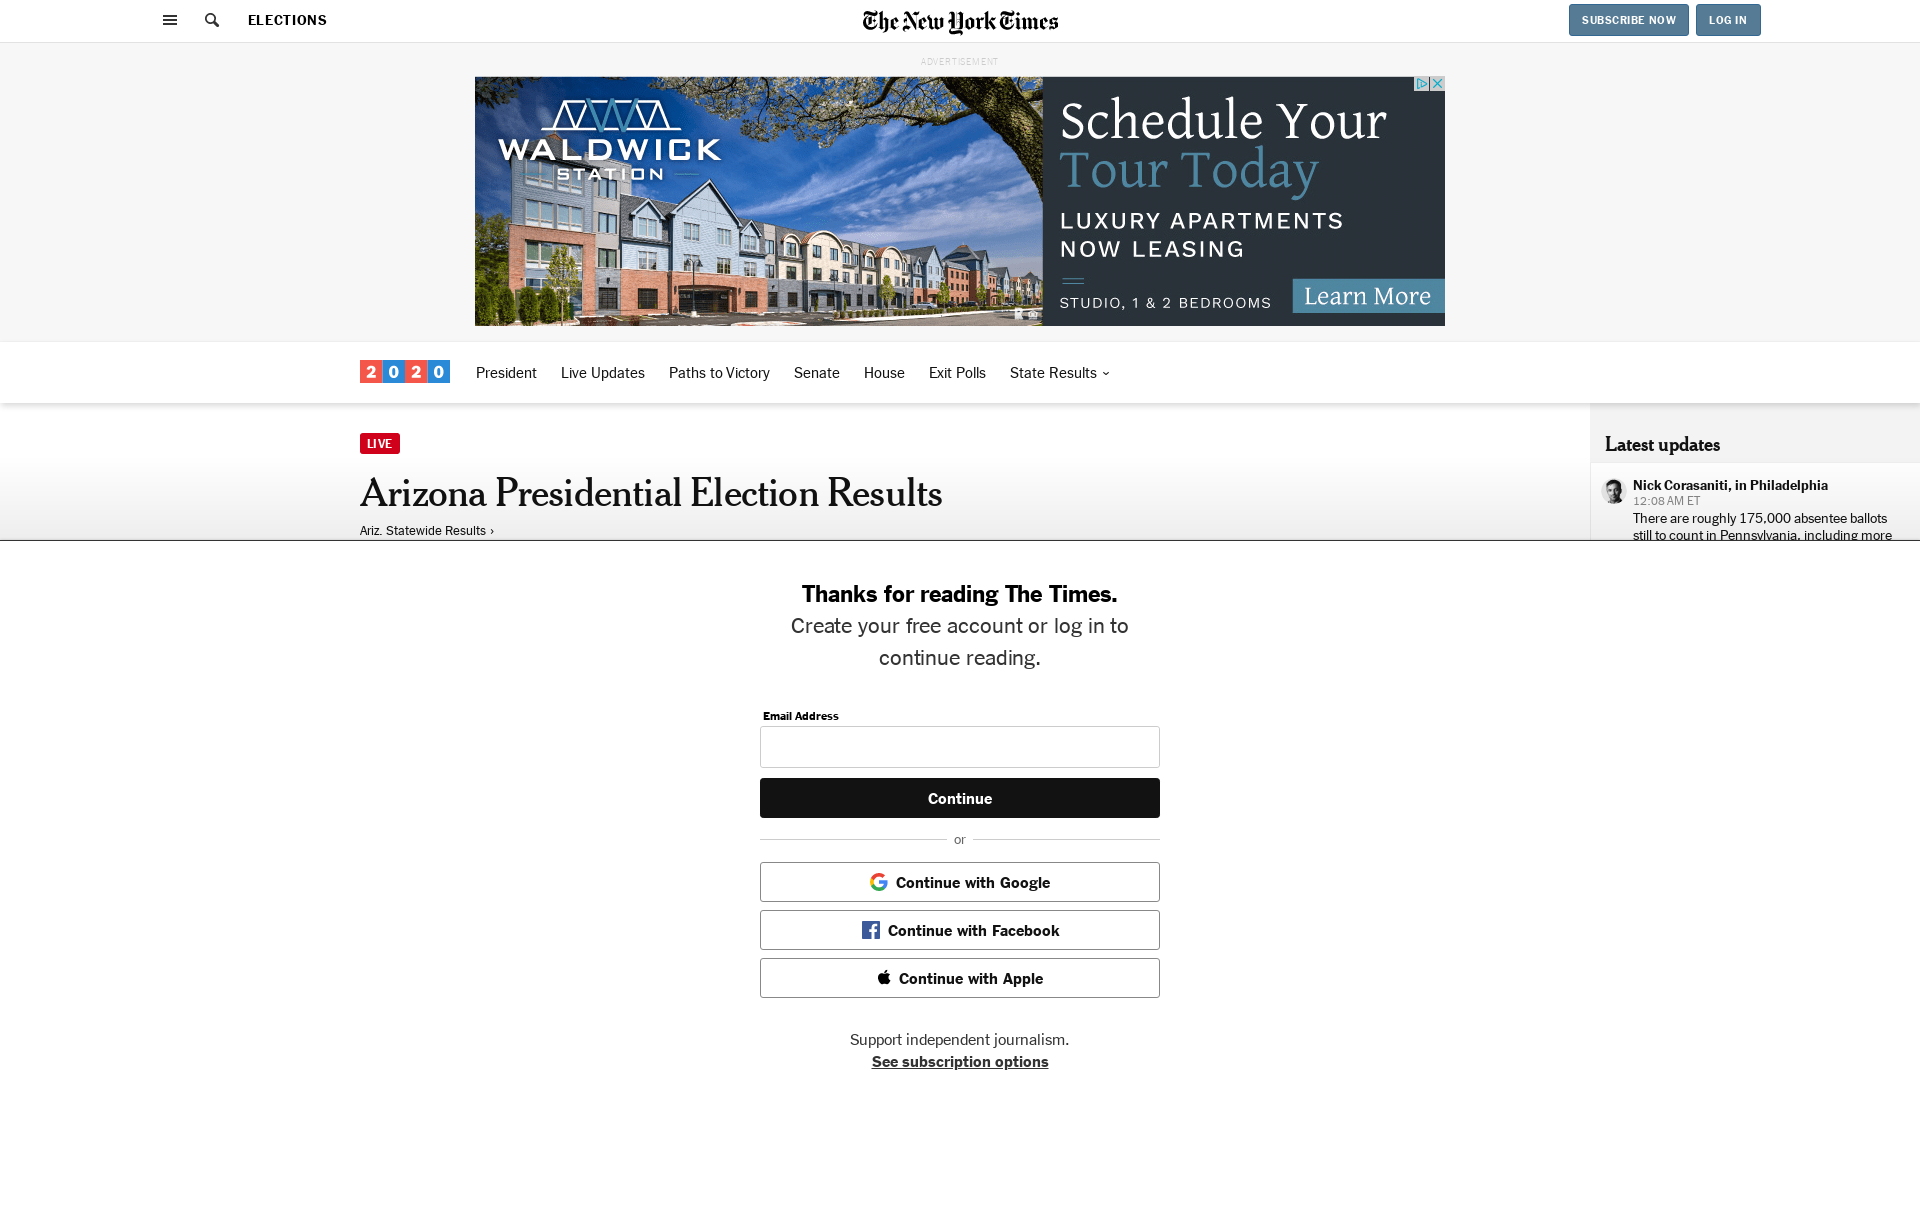 ELECTIONS
The New York Times
SUBSCRIBE NOW
LOG IN
ADVERTISEMENT
WALDWICK
STATION
Schedule Your
Tour Today
LUXURY APARTMENTS
NOW LEASING
STUDIO, 1 & 2 BEDROOMS
Learn More
2020
President
Live Updates
Paths to Victory
Senate
House
Exit Polls
State Results
LIVE
Arizona Presidential Election Results
Ariz. Statewide Results ›
Latest updates
Nick Corasaniti, in Philadelphia
12:08 AM ET
There are roughly 175,000 absentee ballots
still to count in Pennsylvania, including more
Thanks for reading The Times.
Create your free account or log in to
continue reading.
Email Address
Continue
or
Continue with Google
Continue with Facebook
Continue with Apple
Support independent journalism.
See subscription options